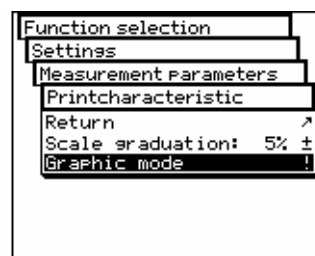 Function selection
Settings
Measurement parameters
Printcharacteristic
Return ↗
Scale graduation: 5% ±
Graphic mode !